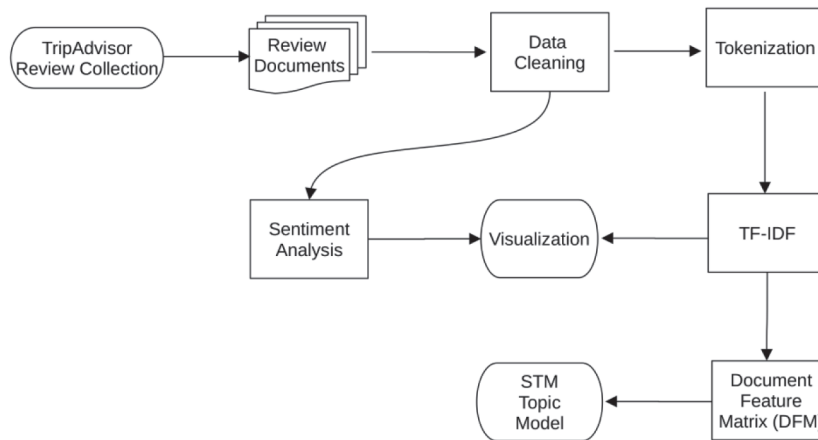 TripAdvisor
Review Collection
Review
Documents
Data
Cleaning
Tokenization
Sentiment
Analysis
Visualization
TF-IDF
STM
Topic
Model
Document
Feature
Matrix (DFM)